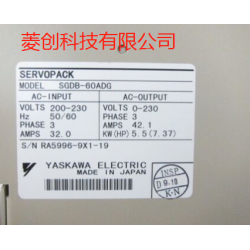 菱创科技有限公司
SERVOPACK
MODEL SGDB-60ADG
AC-INPUT AC-OUTPUT
VOLTS 200-230 VOLTS 0-230
Hz 50/60 PHASE 3
PHASE 3 AMPS 42.1
AMPS 32.0 KW(HP) 5.5(7.37)
S/N RA5996-9X1-19
YASKAWA ELECTRIC
MADE IN JAPAN
INSP
D 9-18
K·N